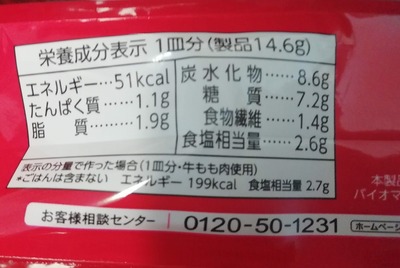 栄養成分表示 1皿分(製品14.6g)
エネルギー…51kcal
たんぱく質……1.1g
脂質……1.9g
炭水化物…8.6g
糖質……7.2g
食物繊維…1.4g
食塩相当量…2.6g
表示の分量で作った場合(1皿分・牛もも肉使用)
*ごはんは含まない エネルギー 199kcal 食塩相当量 2.7g
本製
バイオマ
お客様相談センター 0120-50-1231 ホームページ